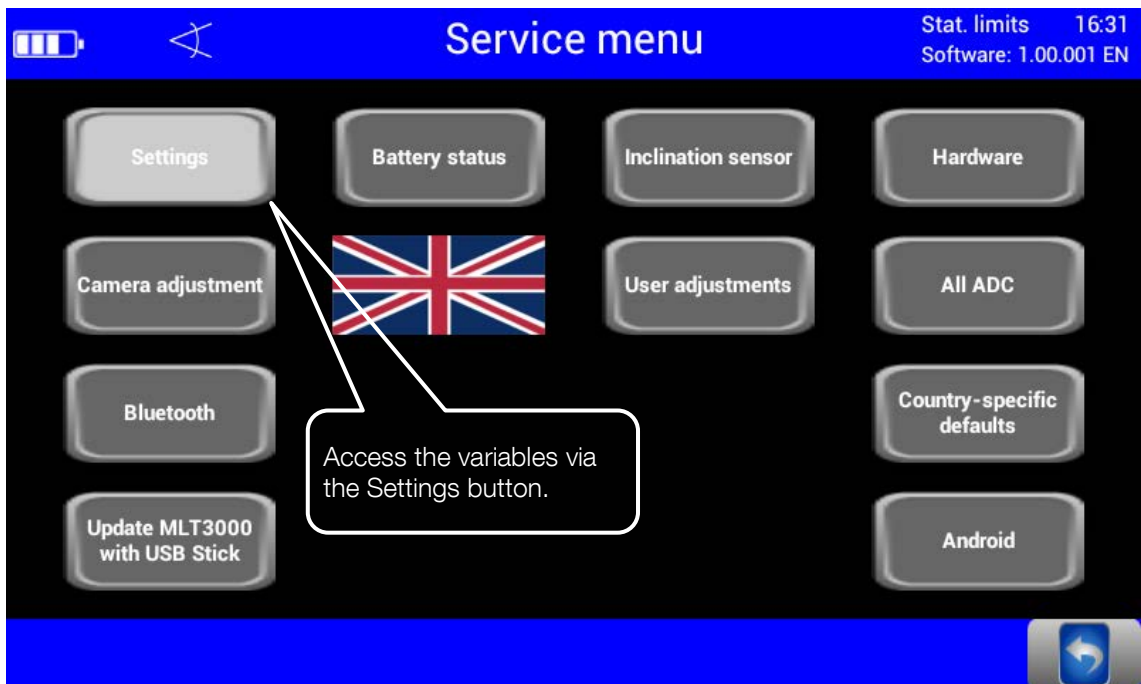 Service menu
Stat. limits 16:31
Software: 1.00.001 EN
Settings
Battery status
Inclination sensor
Hardware
Camera adjustment
User adjustments
All ADC
Bluetooth
Country-specific
defaults
Access the variables via
the Settings button.
Update MLT3000
with USB Stick
Android